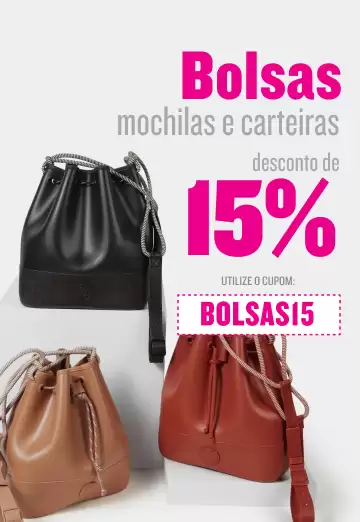 Bolsas
mochilas e carteiras
desconto de
15%
UTILIZE O CUPOM:
BOLSAS15